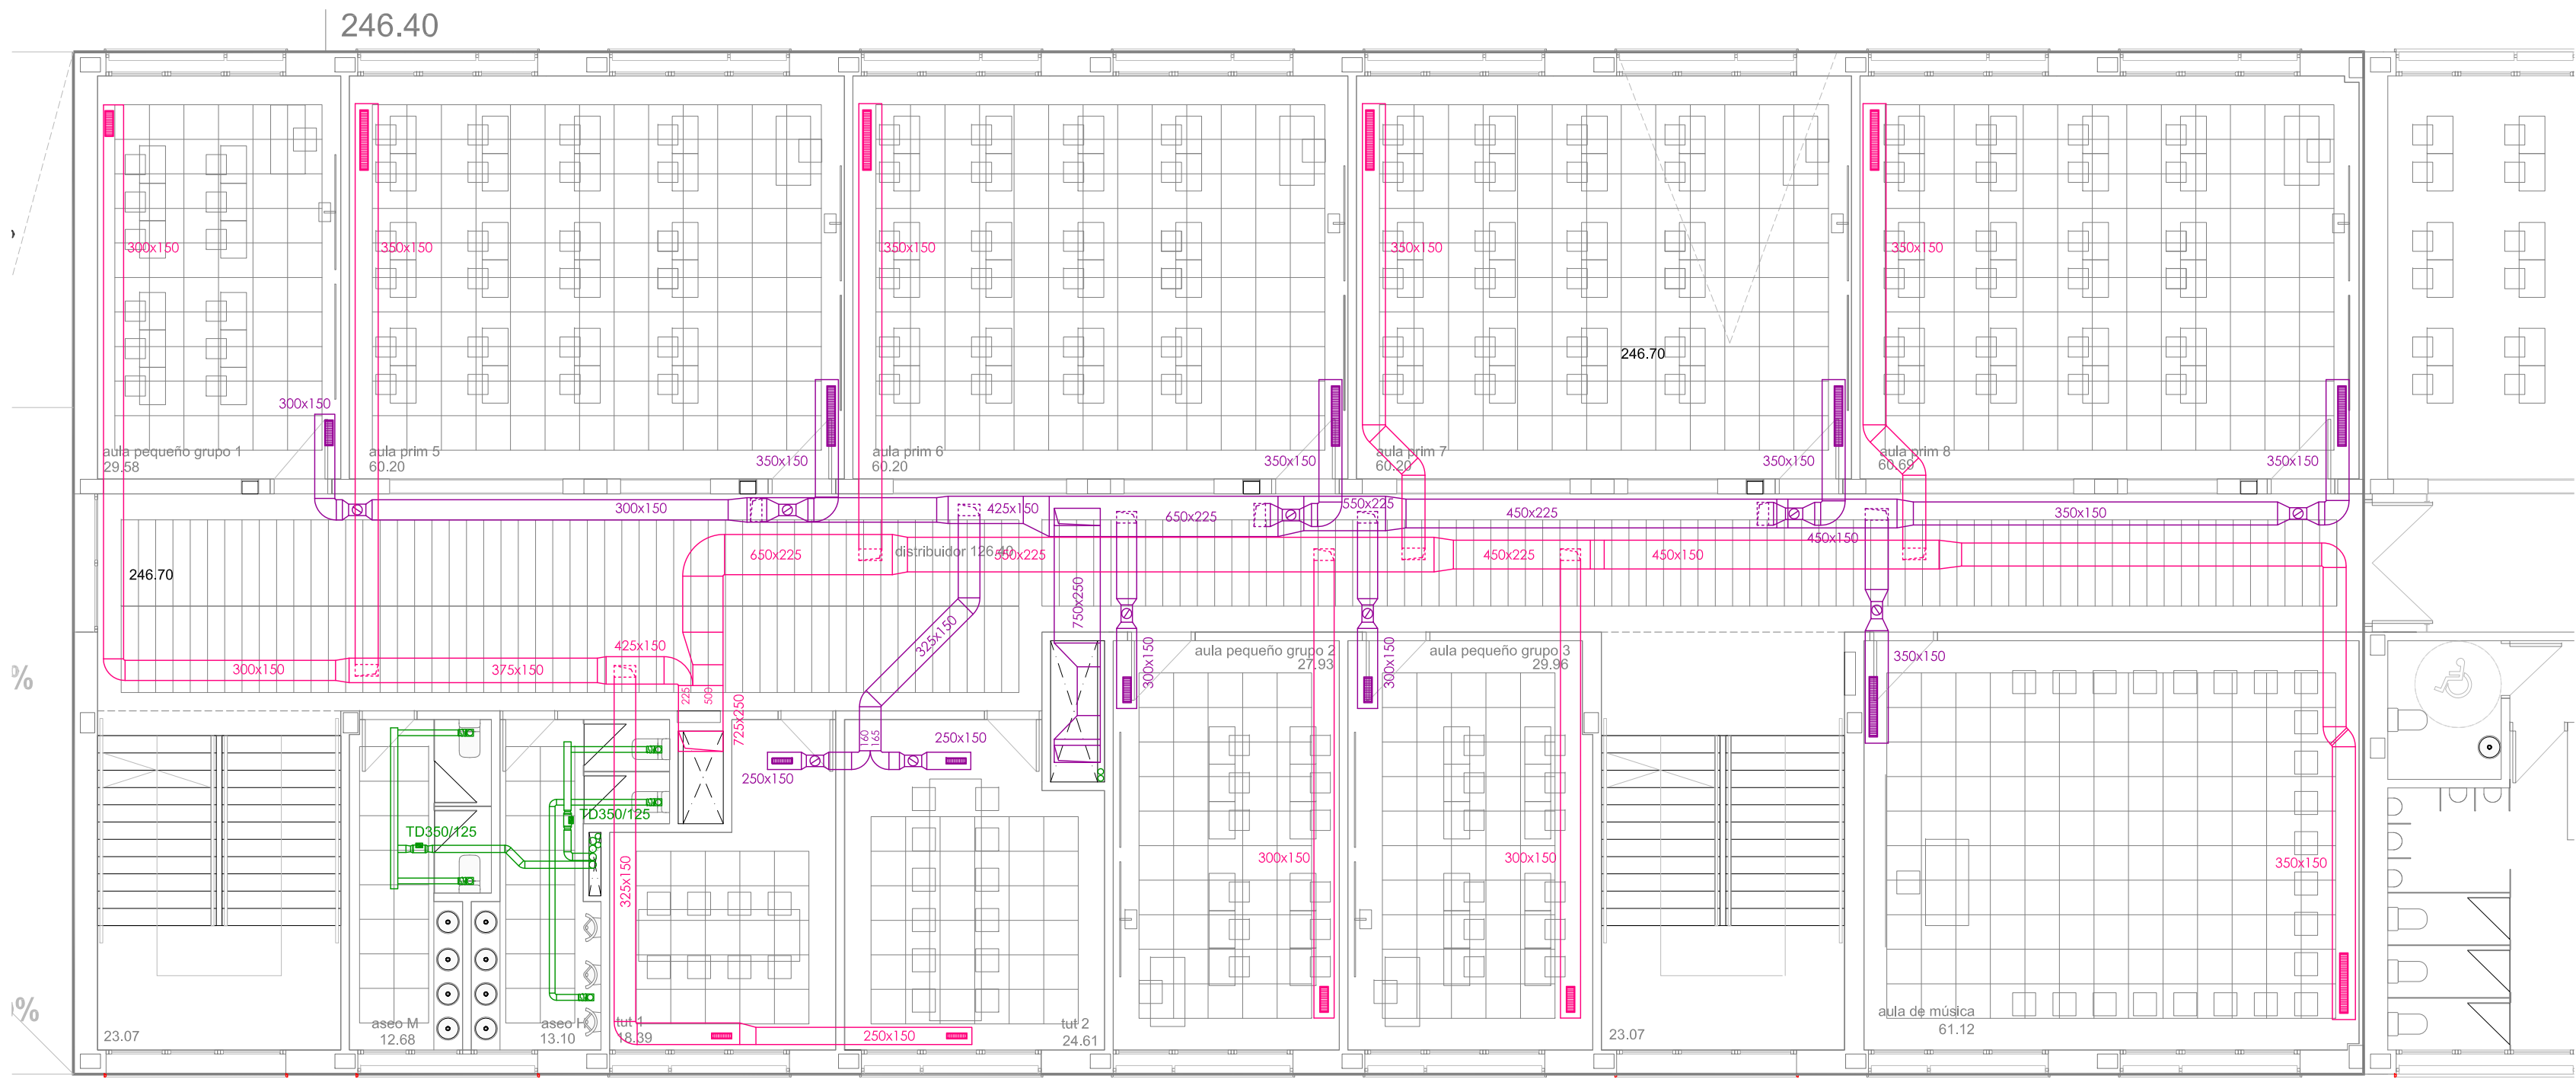 246.40
300x150
350x150
350x150
350x150
350x150
246.70
300x150
aula pequeño grupo 1
29.58
aula prim 5
60.20
350x150
aula prim 6
60.20
350x150
aula prim 7
60.20
350x150
aula prim 8
60.69
350x150
300x150
425x150
650x225
550x225
450x225
350x150
450x150
650x225
distribuidor 126.40
550x225
450x225
450x150
246.70
750x250
325x150
425x150
300x150
375x150
225
500
725x250
160
165
250x150
250x150
300x150
aula pequeño grupo 2
27.93
300x150
aula pequeño grupo 3
29.96
350x150
%
TD350/125
TD350/125
325x150
300x150
300x150
350x150
%
23.07
aseo M
12.68
aseo H
13.10
tut 1
18.39
250x150
tut 2
24.61
23.07
aula de música
61.12